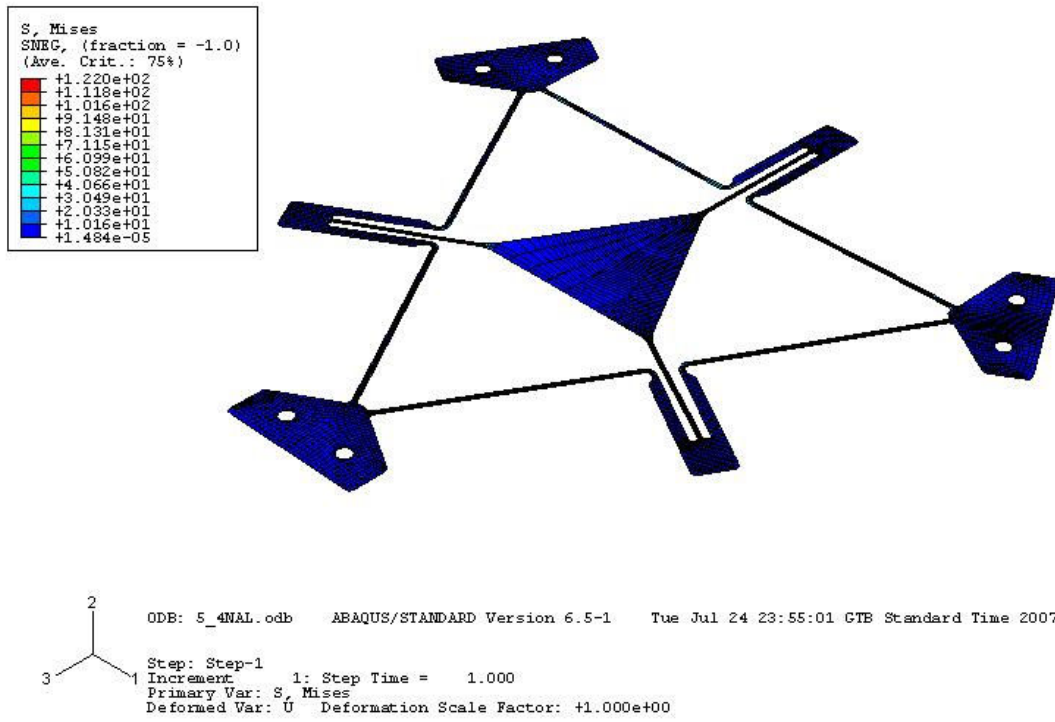 S, Mises
SNEG, (fraction = -1.0)
(Ave. Crit.: 75%)
+1.220e+02
+1.118e+02
+1.016e+02
+9.148e+01
+8.131e+01
+7.115e+01
+6.099e+01
+5.082e+01
+4.066e+01
+3.049e+01
+2.033e+01
+1.016e+01
+1.484e-05
2
3
1
ODB: 5_4NAL.odb ABAQUS/STANDARD Version 6.5-1 Tue Jul 24 23:55:01 GTB Standard Time 2007
Step: Step-1
Increment 1: Step Time = 1.000
Primary Var: S, Mises
Deformed Var: U Deformation Scale Factor: +1.000e+00